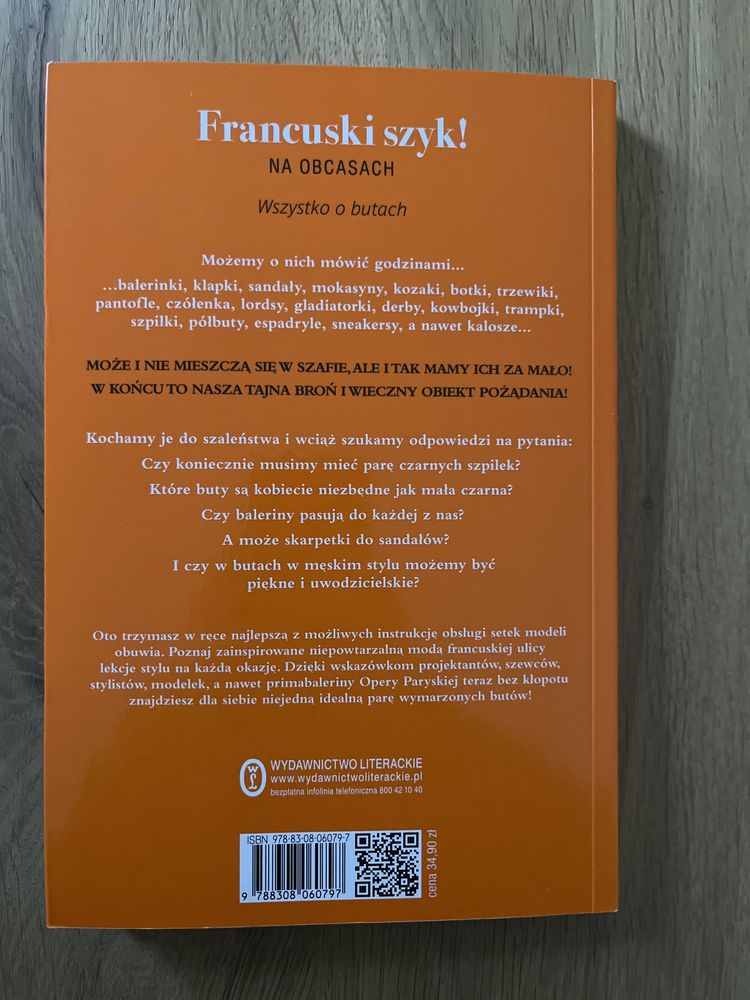 Francuski szyk!
NA OBCASACH
Wszystko o butach
Możemy o nich mówić godzinami...
...balerinki, klapki, sandały, mokasyny, kozaki, botki, trzewiki,
pantofle, czółenka, lordsy, gladiatorki, derby, kowbojki, trampki,
szpilki, półbuty, espadryle, sneakersy, a nawet kalosze...
MOŻE I NIE MIESZCZĄ SIĘ W SZAFIE, ALE I TAK MAMY ICH ZA MAŁO!
W KOŃCU TO NASZA TAJNA BROŃ I WIECZNY OBIEKT POŻĄDANIA!
Kochamy je do szaleństwa i wciąż szukamy odpowiedzi na pytania:
Czy koniecznie musimy mieć parę czarnych szpilek?
Które buty są kobiecie niezbędne jak mała czarna?
Czy baleriny pasują do każdej z nas?
A może skarpetki do sandałów?
I czy w butach w męskim stylu możemy być
piękne i uwodzicielskie?
Oto trzymasz w ręce najlepszą z możliwych instrukcję obsługi setek modeli
obuwia. Poznaj zainspirowane niepowtarzalną modą francuskiej ulicy
lekcje stylu na każdą okazję. Dzięki wskazówkom projektantów, szewców,
stylistów, modelek, a nawet primabaleriny Opery Paryskiej teraz bez kłopotu
znajdziesz dla siebie niejedną idealną parę wymarzonych butów!
WYDAWNICTWO LITERACKIE
www.wydawnictwoliterackie.pl
bezpłatna infolinia telefoniczna 800 42 10 40
ISBN 978-83-08-06079-7
9 788308 060797
cena 34,90 zł